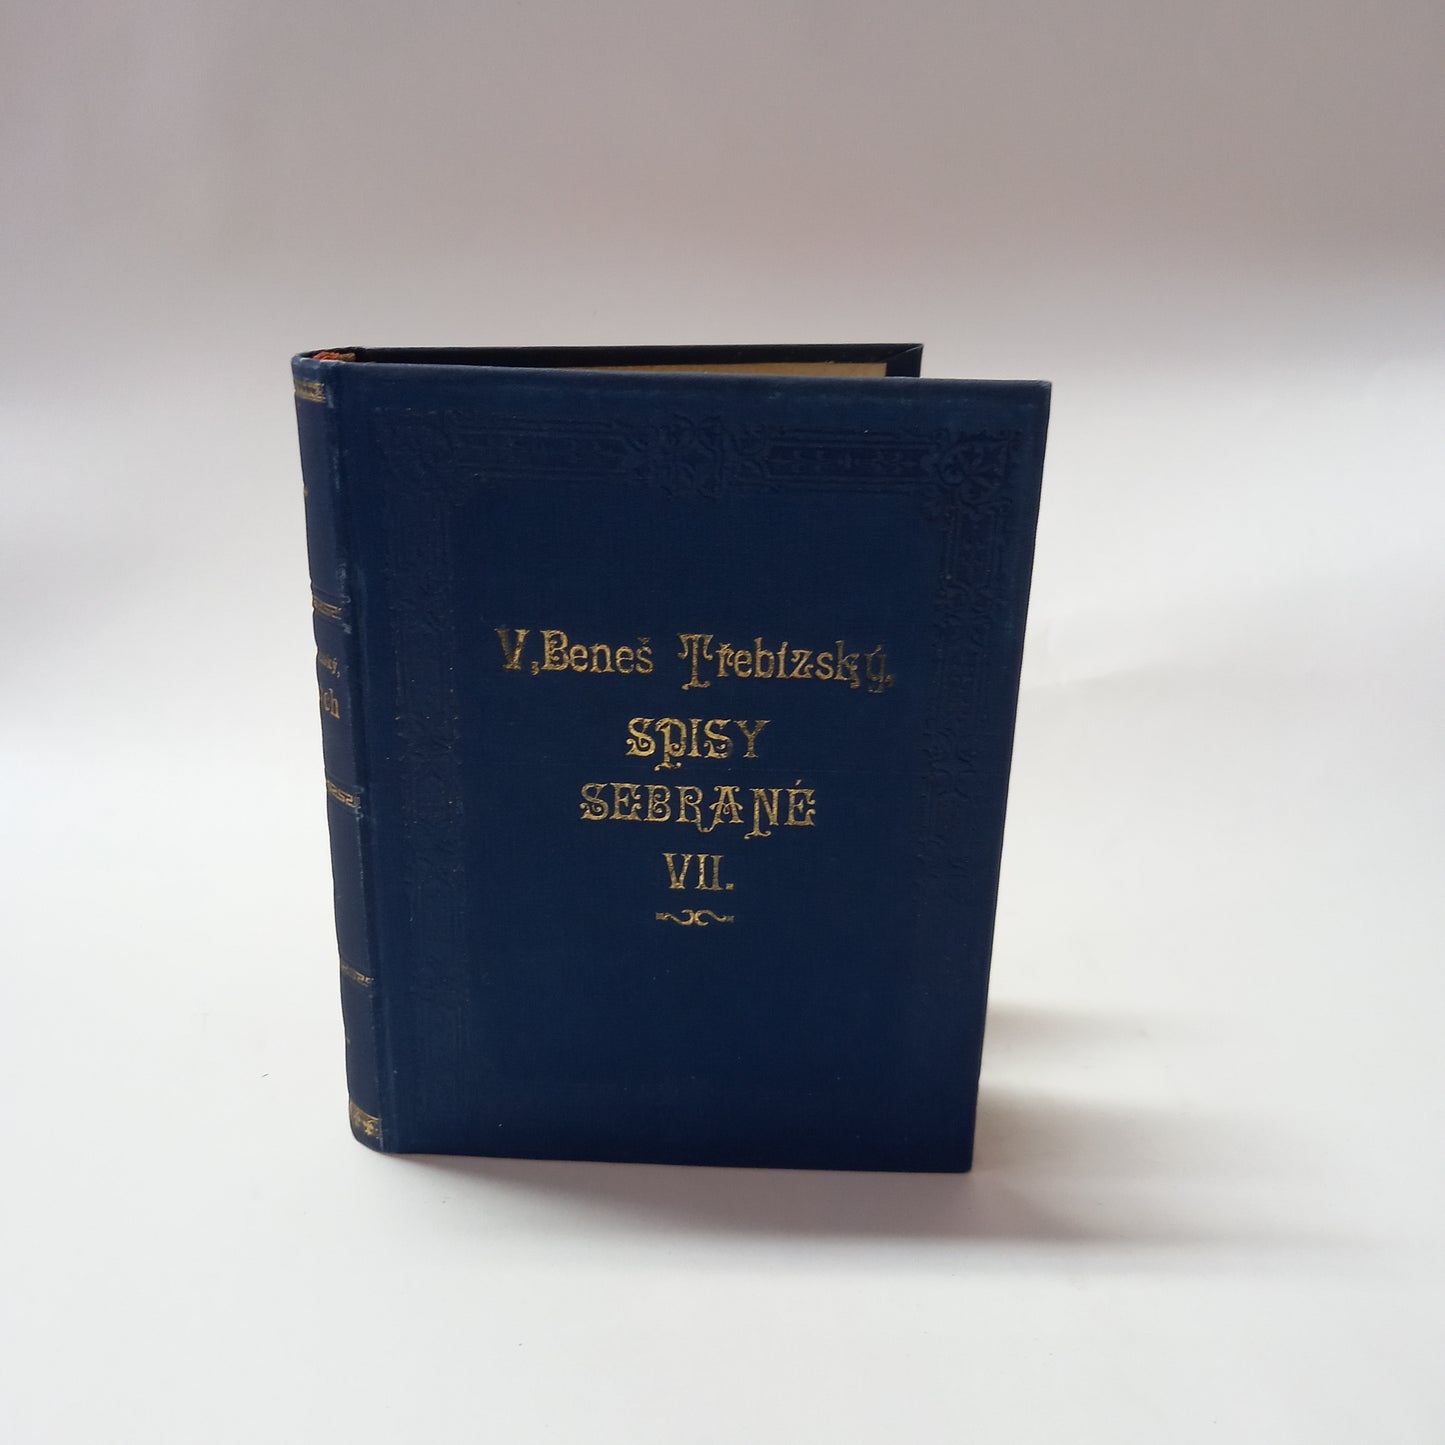 V. Beneš Třebízský,
SPISY
SEBRANÉ
VII.